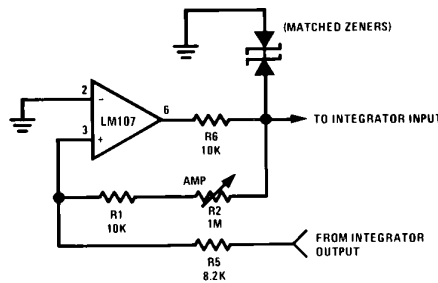 (MATCHED ZENERS)
2
-
LM107
6
3
+
R6
10K
TO INTEGRATOR INPUT
AMP
R1
10K
R2
1M
R5
8.2K
FROM INTEGRATOR
OUTPUT